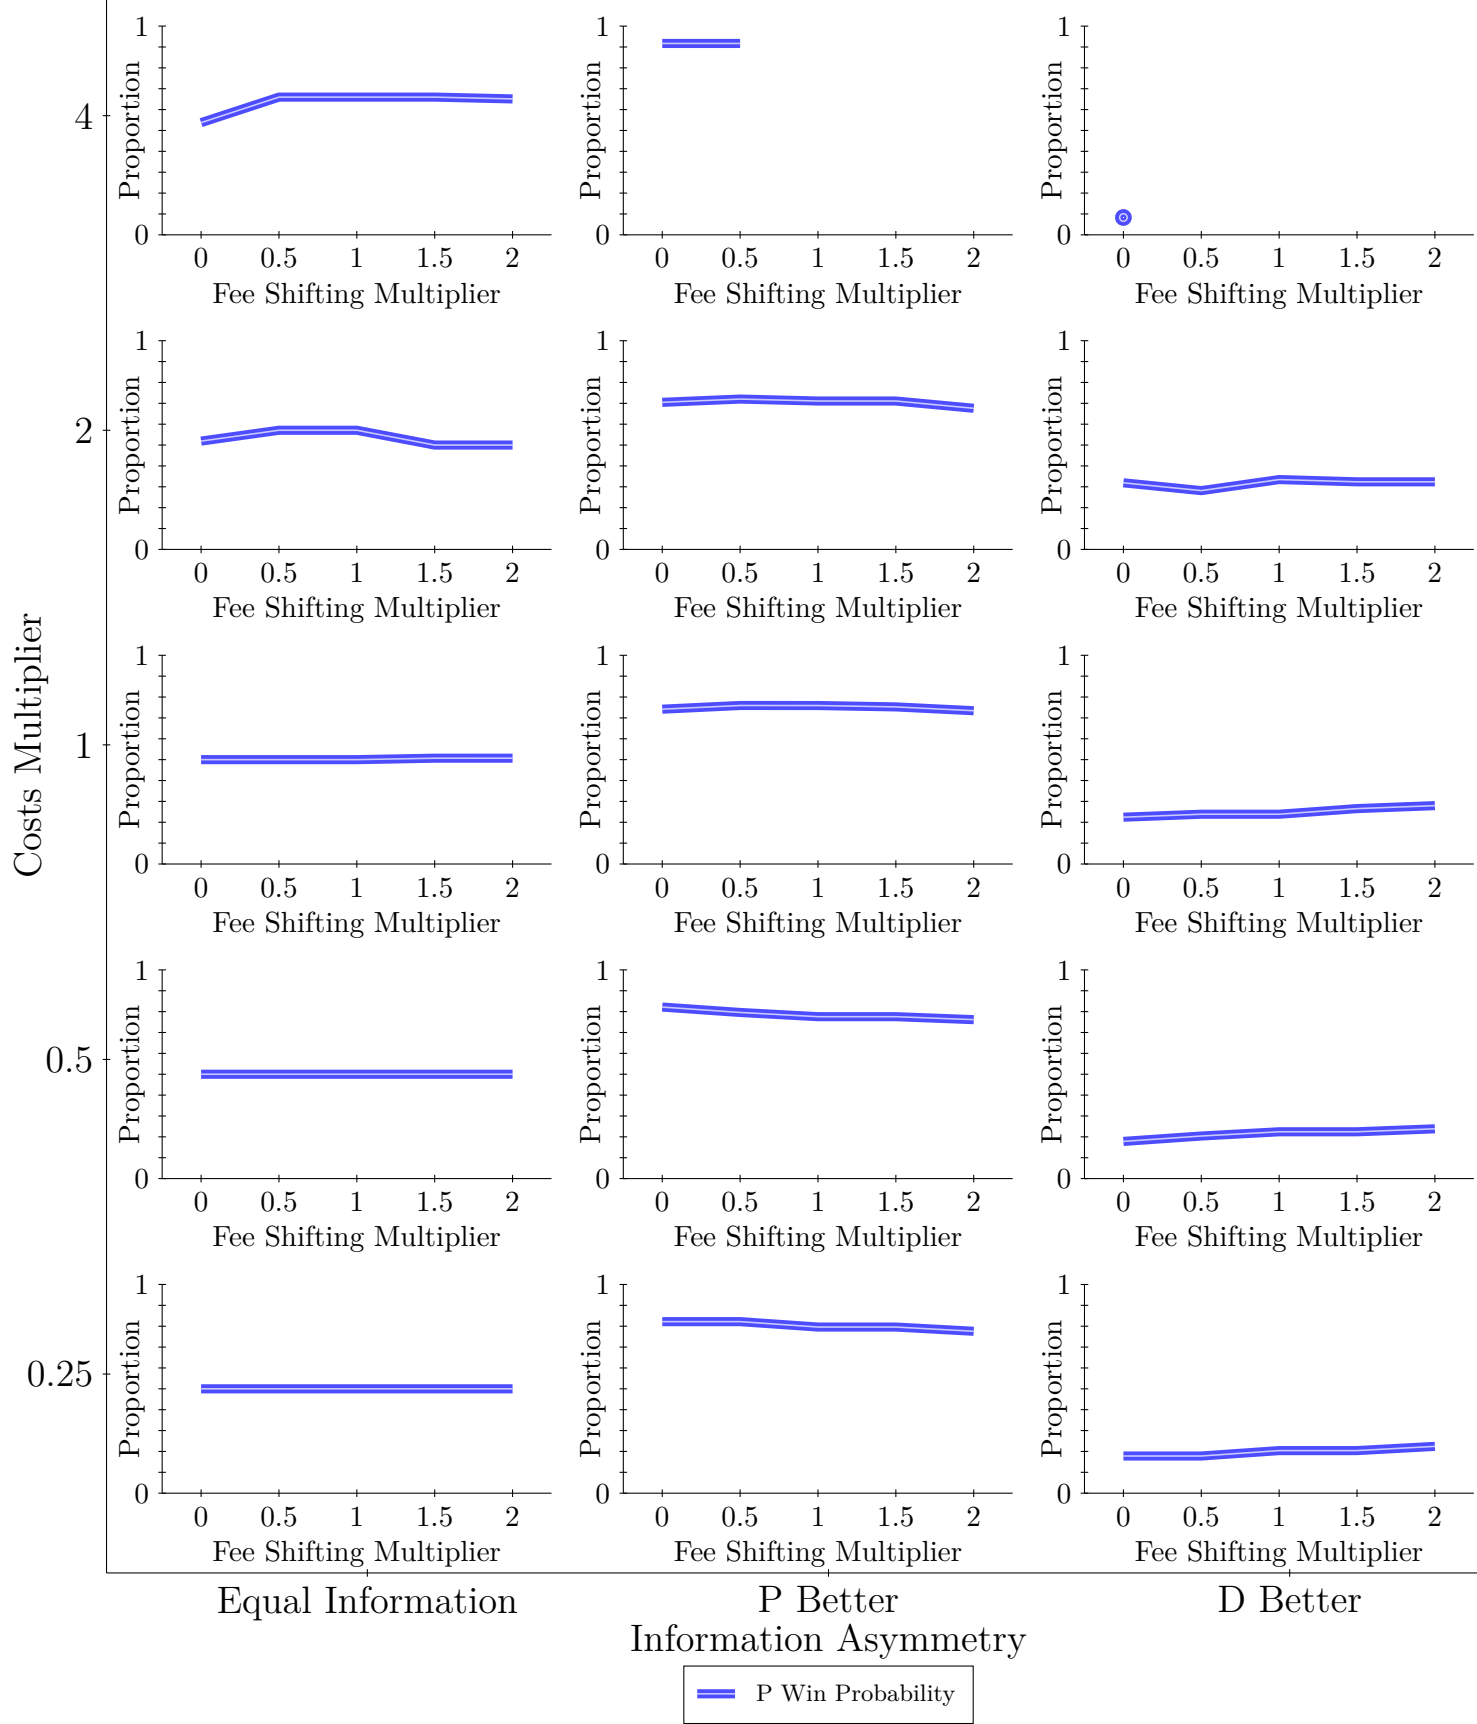 1
Proportion
0
0 0.5 1 1.5 2
Fee Shifting Multiplier
1
Proportion
0
0 0.5 1 1.5 2
Fee Shifting Multiplier
1
Proportion
0
0 0.5 1 1.5 2
Fee Shifting Multiplier
4
1
Proportion
0
0 0.5 1 1.5 2
Fee Shifting Multiplier
1
Proportion
0
0 0.5 1 1.5 2
Fee Shifting Multiplier
1
Proportion
0
0 0.5 1 1.5 2
Fee Shifting Multiplier
2
Costs Multiplier
1
Proportion
0
0 0.5 1 1.5 2
Fee Shifting Multiplier
1
Proportion
0
0 0.5 1 1.5 2
Fee Shifting Multiplier
1
Proportion
0
0 0.5 1 1.5 2
Fee Shifting Multiplier
1
1
Proportion
0
0 0.5 1 1.5 2
Fee Shifting Multiplier
1
Proportion
0
0 0.5 1 1.5 2
Fee Shifting Multiplier
1
Proportion
0
0 0.5 1 1.5 2
Fee Shifting Multiplier
0.5
1
Proportion
0
0 0.5 1 1.5 2
Fee Shifting Multiplier
1
Proportion
0
0 0.5 1 1.5 2
Fee Shifting Multiplier
1
Proportion
0
0 0.5 1 1.5 2
Fee Shifting Multiplier
0.25
Equal Information P Better D Better
Information Asymmetry
P Win Probability